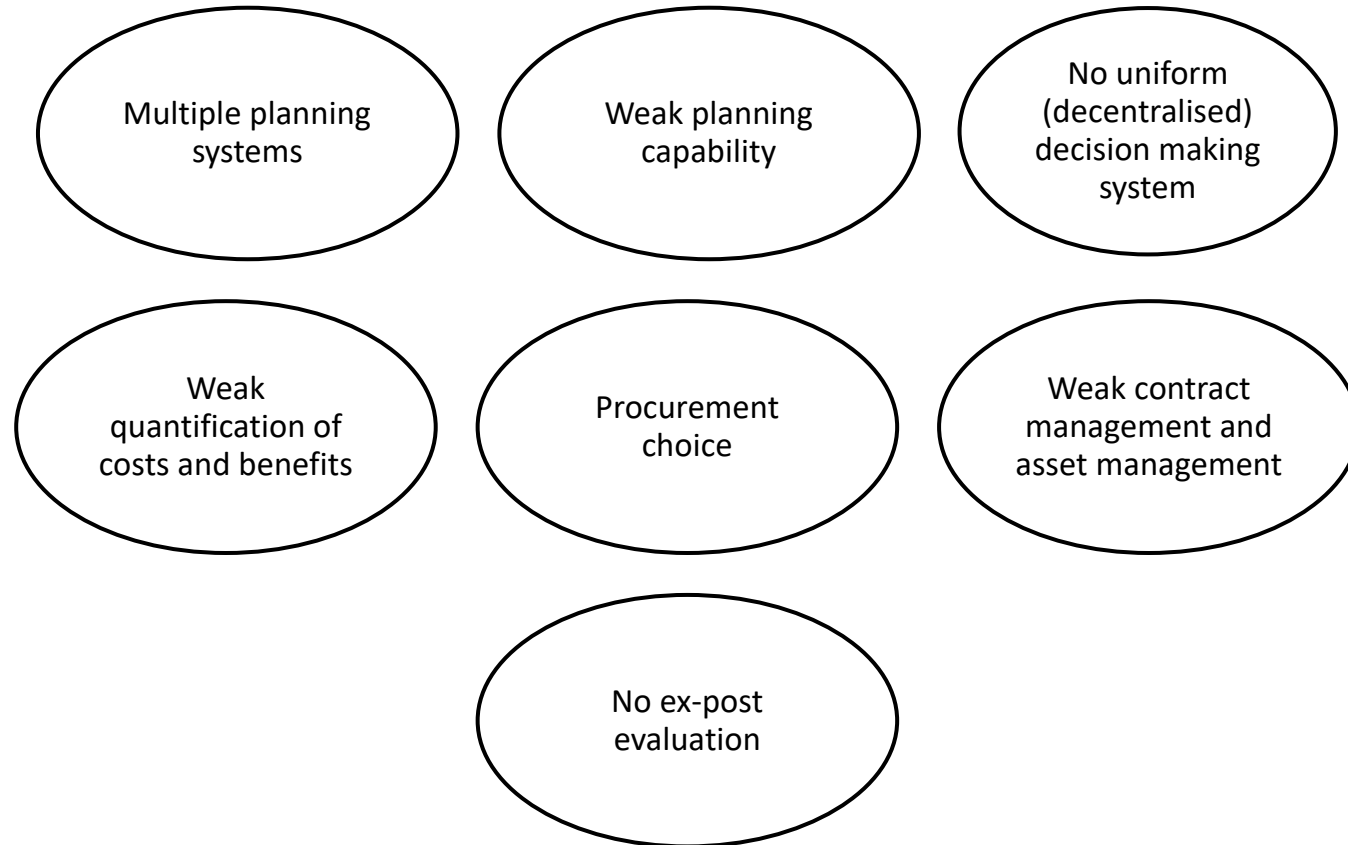 Multiple planning
systems
Weak planning
capability
No uniform
(decentralised)
decision making
system
Weak
quantification of
costs and benefits
Procurement
choice
Weak contract
management and
asset management
No ex-post
evaluation